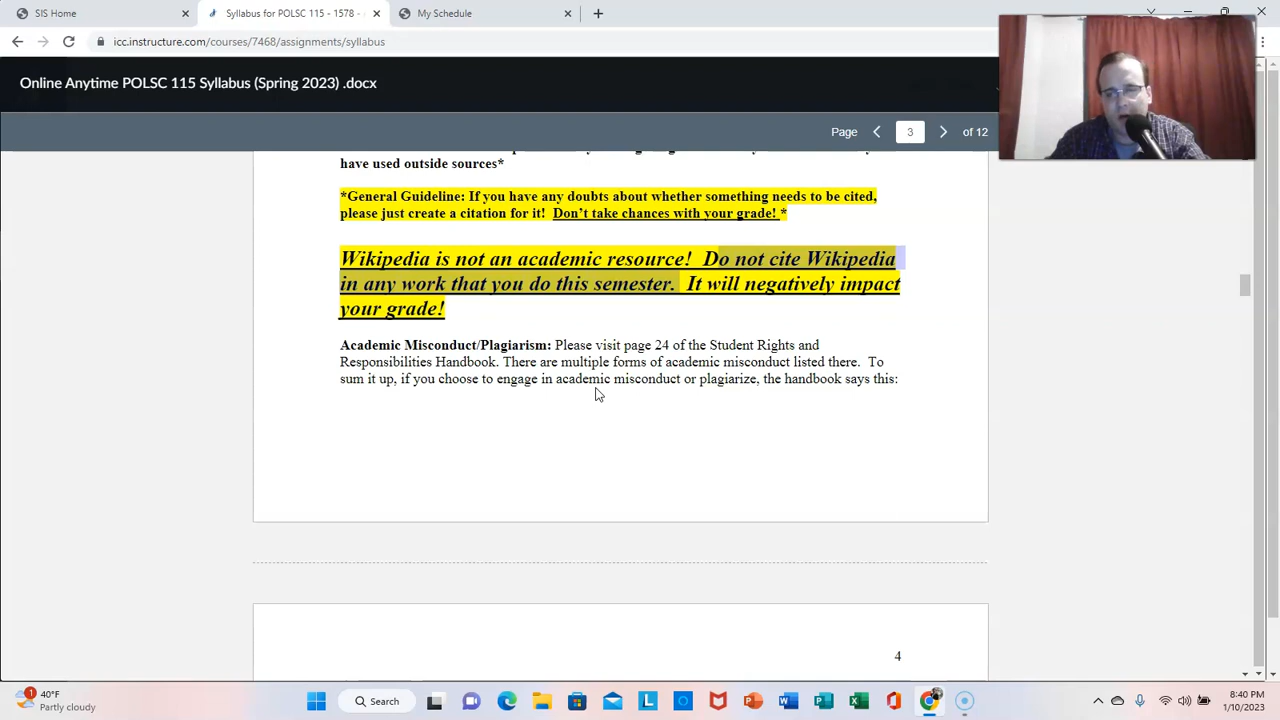 SIS Home
Syllabus for POLSC 115 - 1578 -
My Schedule
icc.instructure.com/courses/7468/assignments/syllabus
Online Anytime POLSC 115 Syllabus (Spring 2023) .docx
Page 3 of 12
have used outside sources*
*General Guideline: If you have any doubts about whether something needs to be cited,
please just create a citation for it! Don't take chances with your grade! *
Wikipedia is not an academic resource! Do not cite Wikipedia
in any work that you do this semester. It will negatively impact
your grade!
Academic Misconduct/Plagiarism: Please visit page 24 of the Student Rights and
Responsibilities Handbook. There are multiple forms of academic misconduct listed there. To
sum it up, if you choose to engage in academic misconduct or plagiarize, the handbook says this:
4
1
40°F
Partly cloudy
Search
8:40 PM
1/10/2023